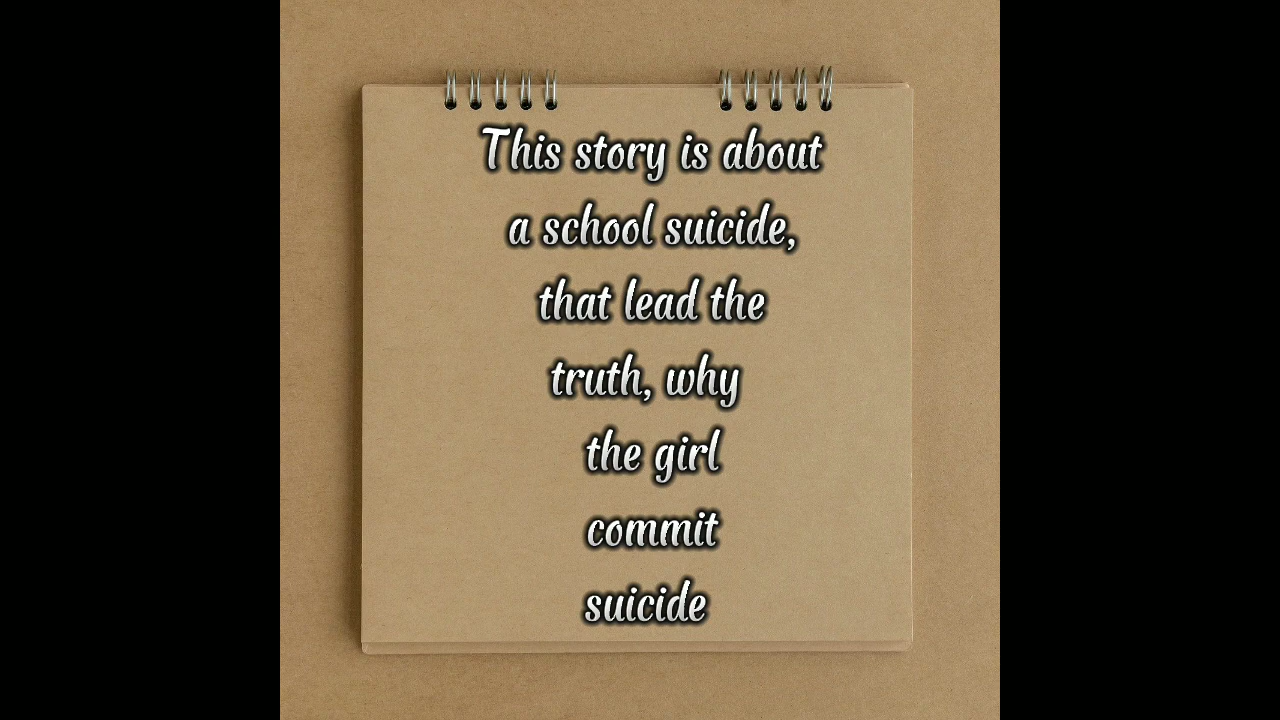 This story is about
a school suicide,
that lead the
truth, why
the girl
commit
suicide